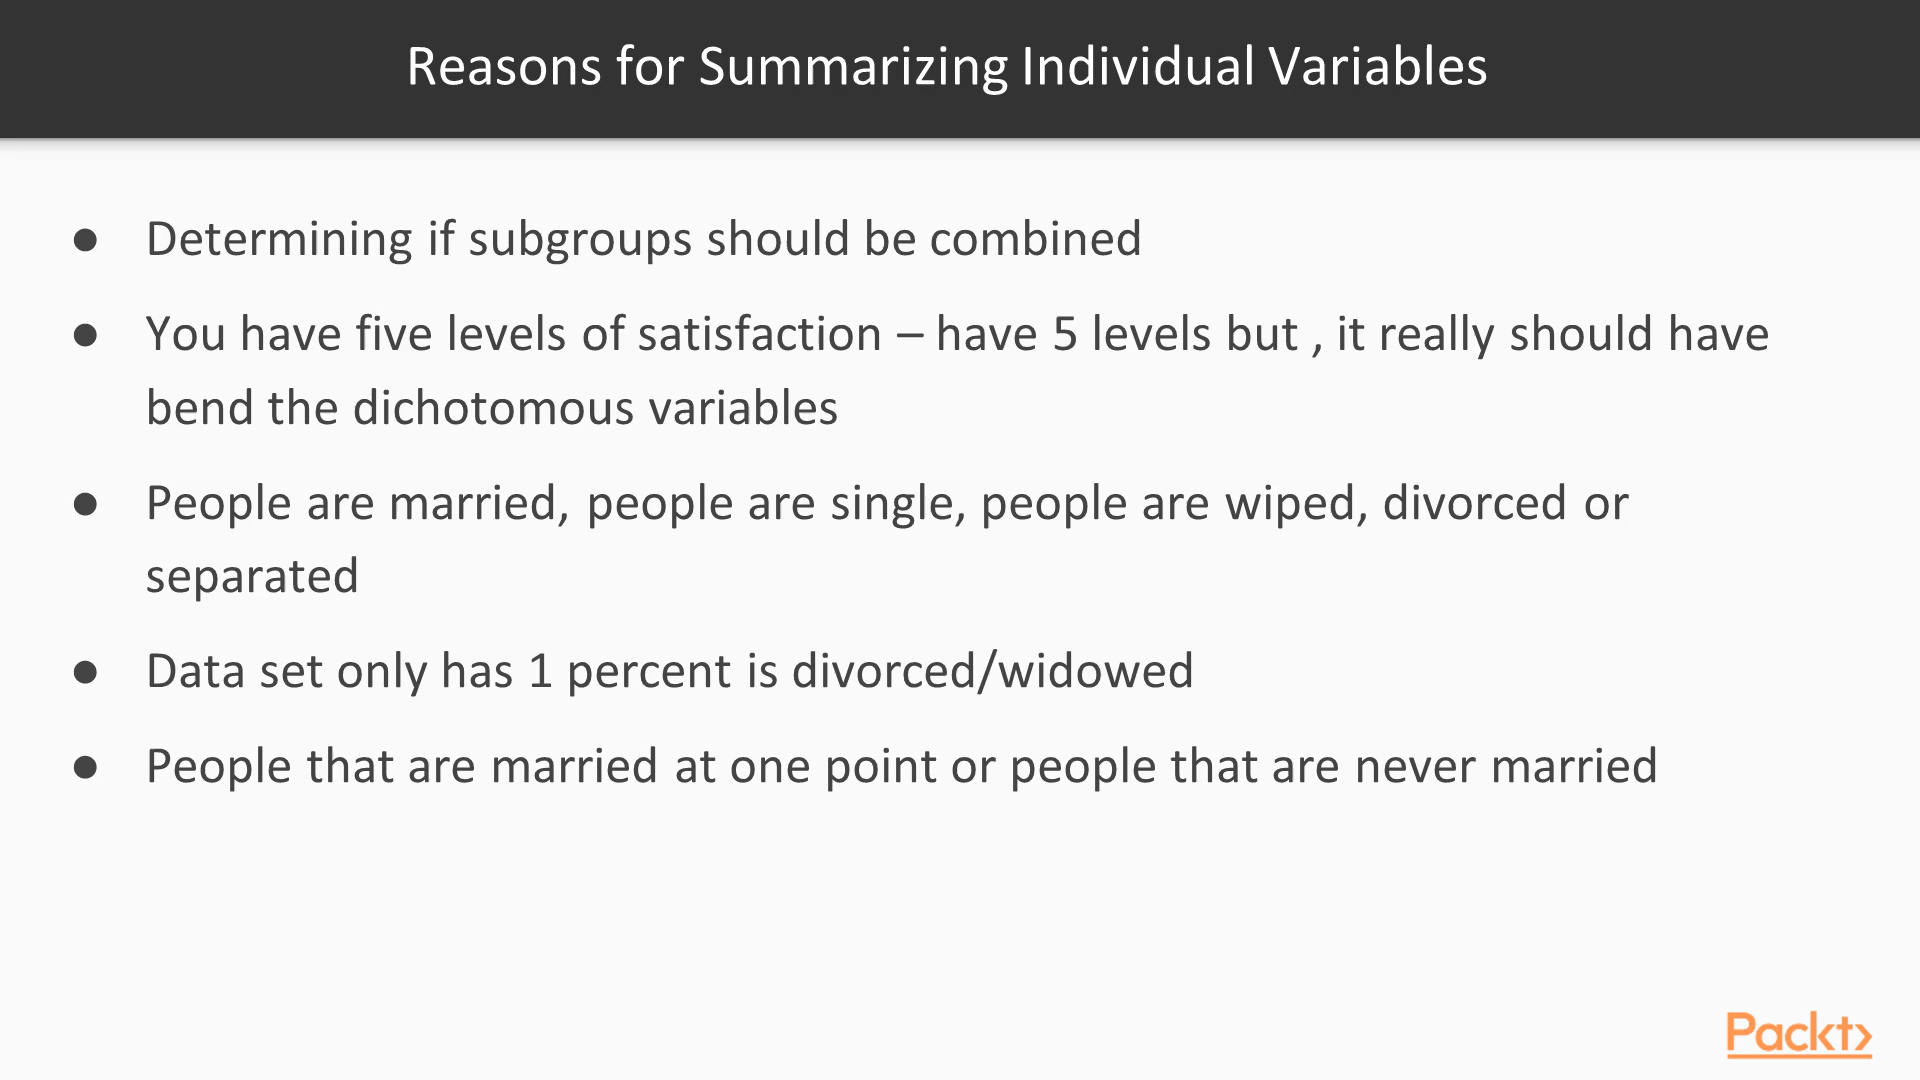 Reasons for Summarizing Individual Variables
● Determining if subgroups should be combined
● You have five levels of satisfaction – have 5 levels but , it really should have
bend the dichotomous variables
● People are married, people are single, people are wiped, divorced or
separated
● Data set only has 1 percent is divorced/widowed
● People that are married at one point or people that are never married
Packt>